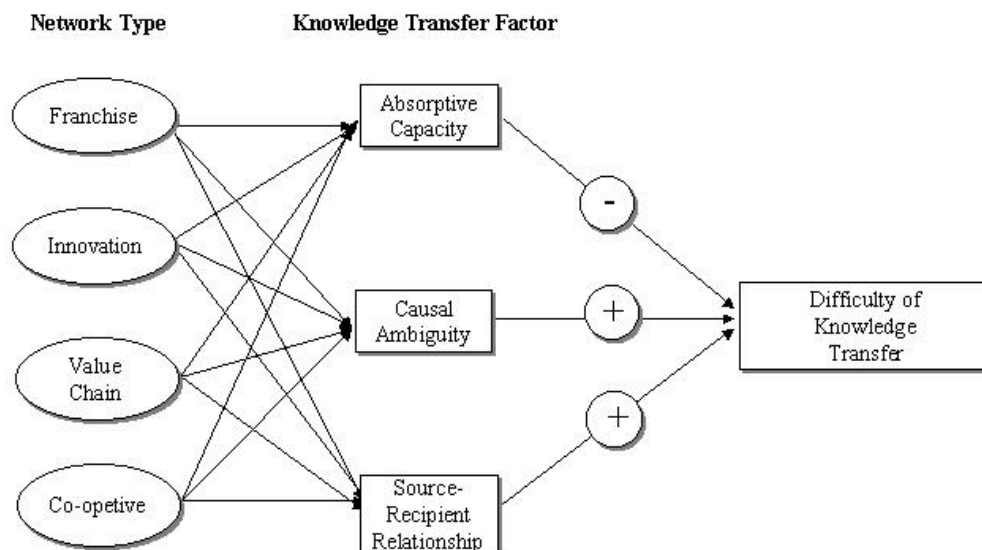 Network Type
Knowledge Transfer Factor
Franchise
Innovation
Value
Chain
Co-opetive
Absorptive
Capacity
Causal
Ambiguity
Source-
Recipient
Relationship
-
+
+
Difficulty of
Knowledge
Transfer